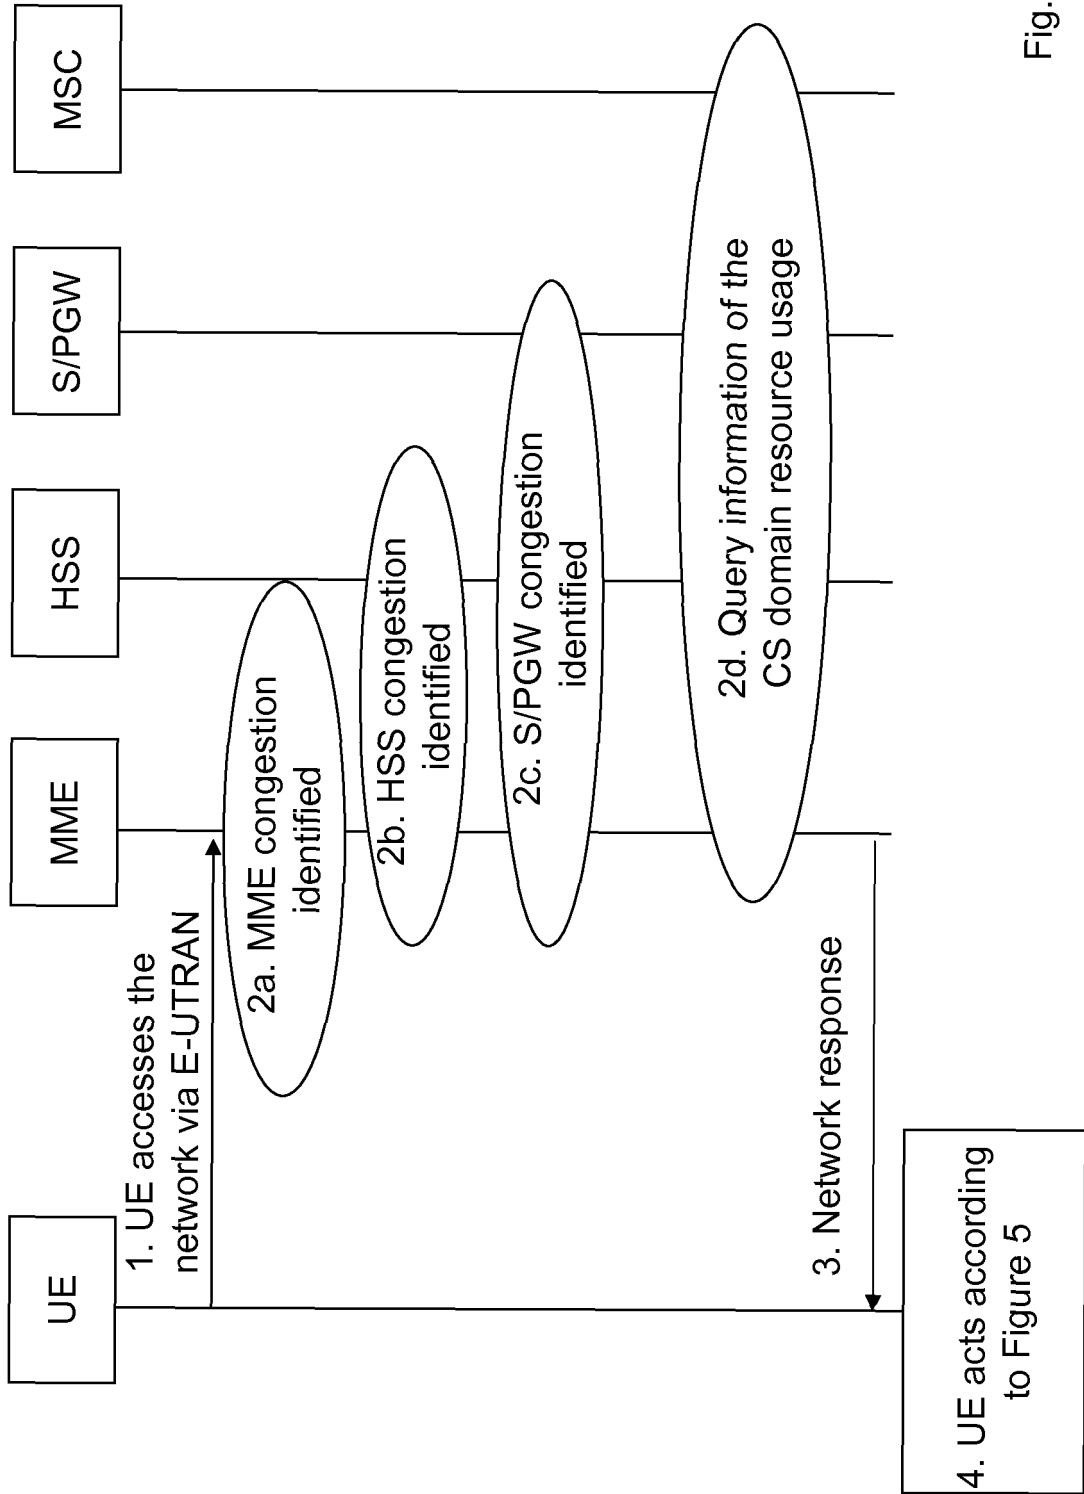 UE
MME
HSS
S/PGW
MSC
1. UE accesses the
network via E-UTRAN
2a. MME congestion
identified
2b. HSS congestion
identified
2c. S/PGW congestion
identified
2d. Query information of the
CS domain resource usage
3. Network response
4. UE acts according
to Figure 5
Fig.